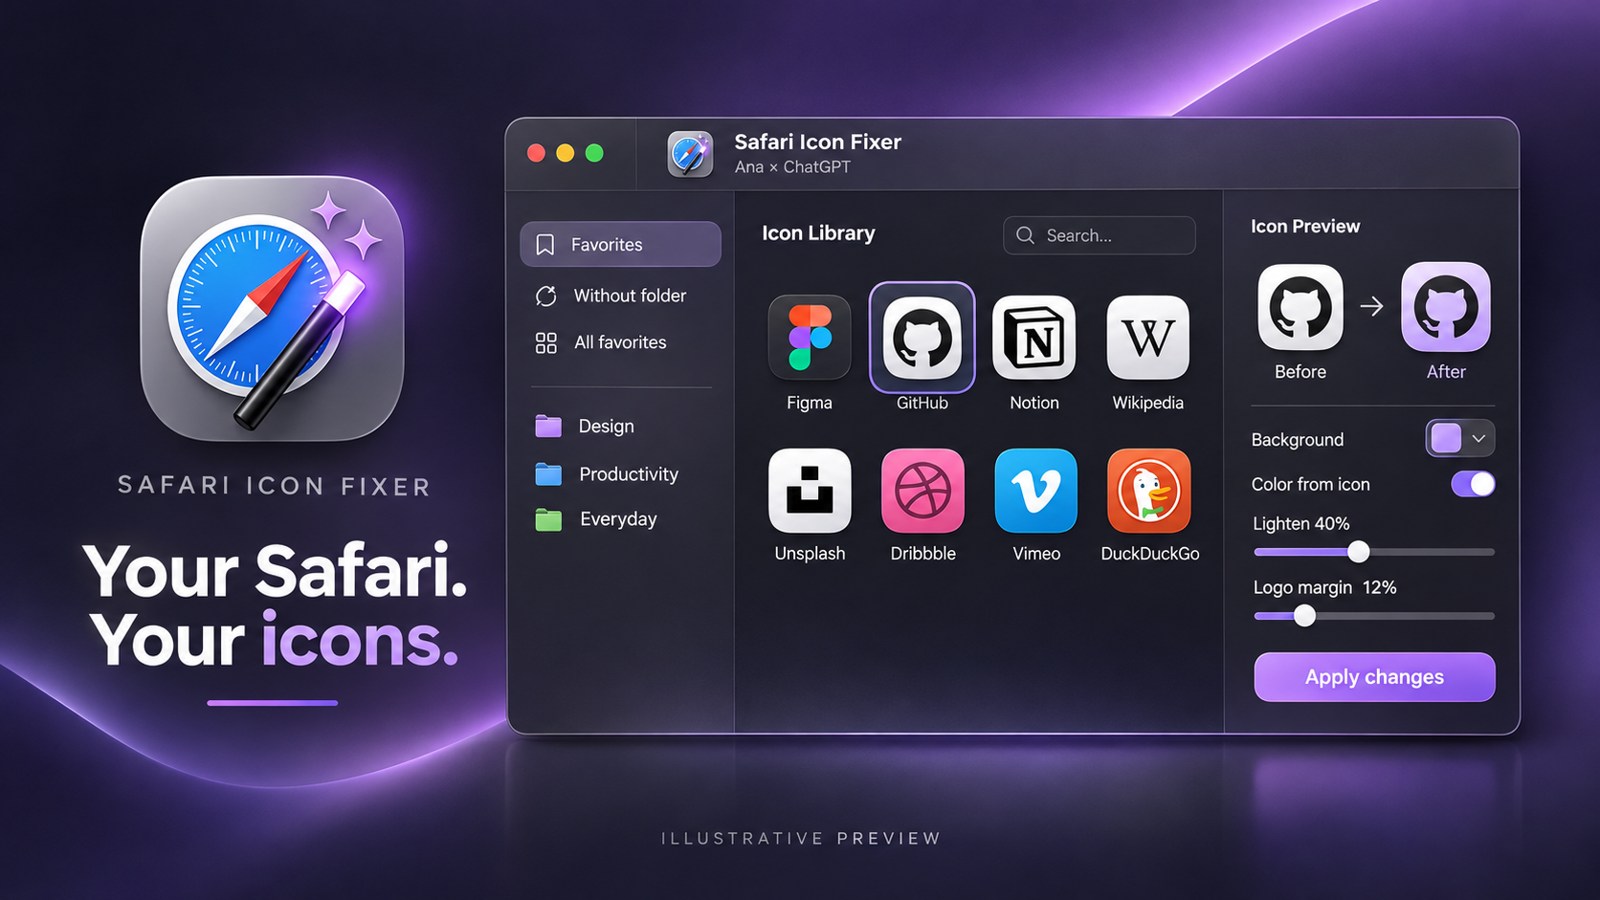 SAFARI ICON FIXER
Your Safari.
Your icons.
Safari Icon Fixer
Ana × ChatGPT
Favorites
Without folder
All favorites
Design
Productivity
Everyday
Icon Library
Search...
Figma
GitHub
N
Notion
W
Wikipedia
Unsplash
Dribbble
v
Vimeo
DuckDuckGo
Icon Preview
Before
After
Background
Color from icon
Lighten 40%
Logo margin 12%
Apply changes
ILLUSTRATIVE PREVIEW